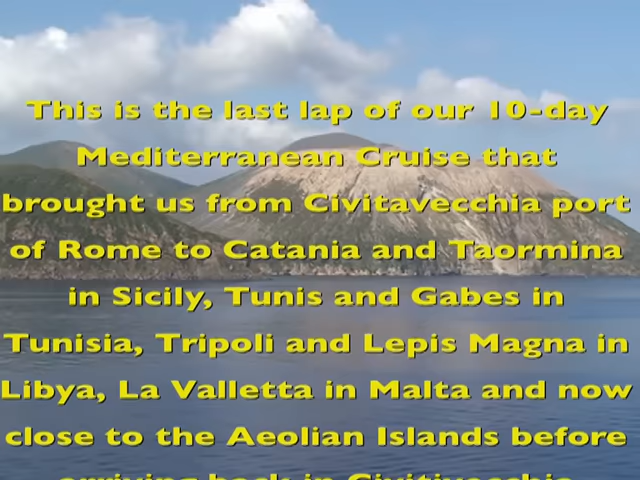 This is the last lap of our 10-day
Mediterranean Cruise that
brought us from Civitavecchia port
of Rome to Catania and Taormina
in Sicily, Tunis and Gabes in
Tunisia, Tripoli and Lepis Magna in
Libya, La Valletta in Malta and now
close to the Aeolian Islands before
arriving back in Civitivecchia